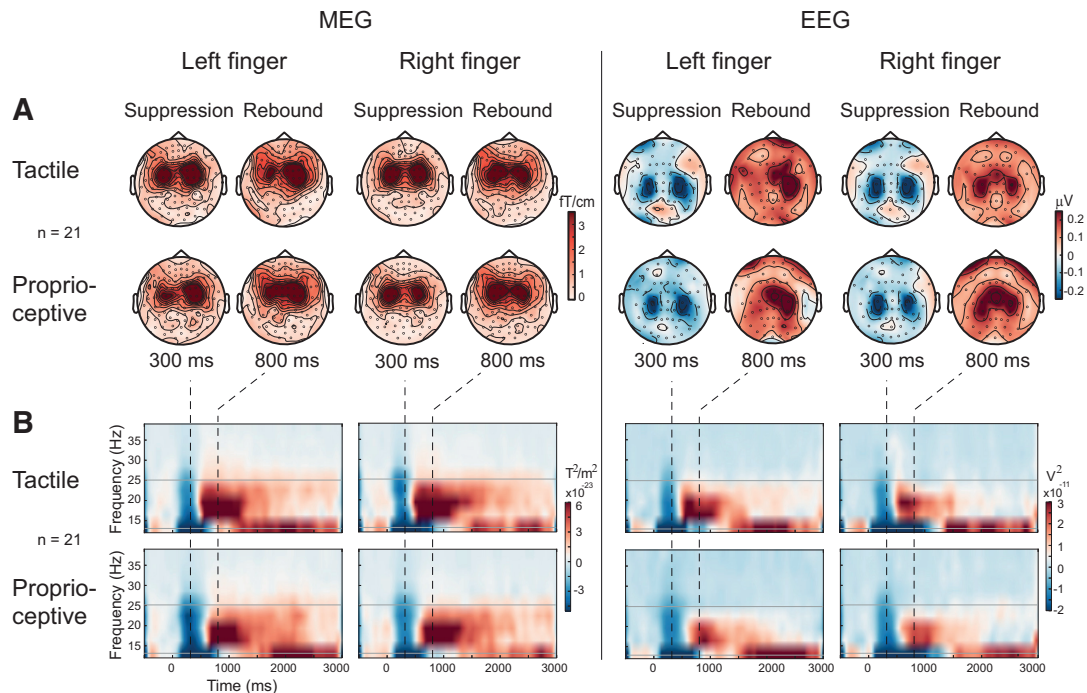 MEG EEG
Left finger Right finger Left finger Right finger
A Suppression Rebound Suppression Rebound Suppression Rebound Suppression Rebound
Tactile
fT/cm
3
2
1
0
µV
0.2
0.1
0
-0.1
-0.2
n = 21
Proprio-
ceptive
300 ms 800 ms 300 ms 800 ms 300 ms 800 ms 300 ms 800 ms
B
Tactile
Frequency (Hz)
35
25
15
T²/m²
x10⁻²³
6
3
0
-3
V²
x10⁻¹¹
3
2
1
0
-1
-2
n = 21
Proprio-
ceptive
Frequency (Hz)
35
25
15
0 1000 2000 3000 0 1000 2000 3000 0 1000 2000 3000 0 1000 2000 3000
Time (ms)